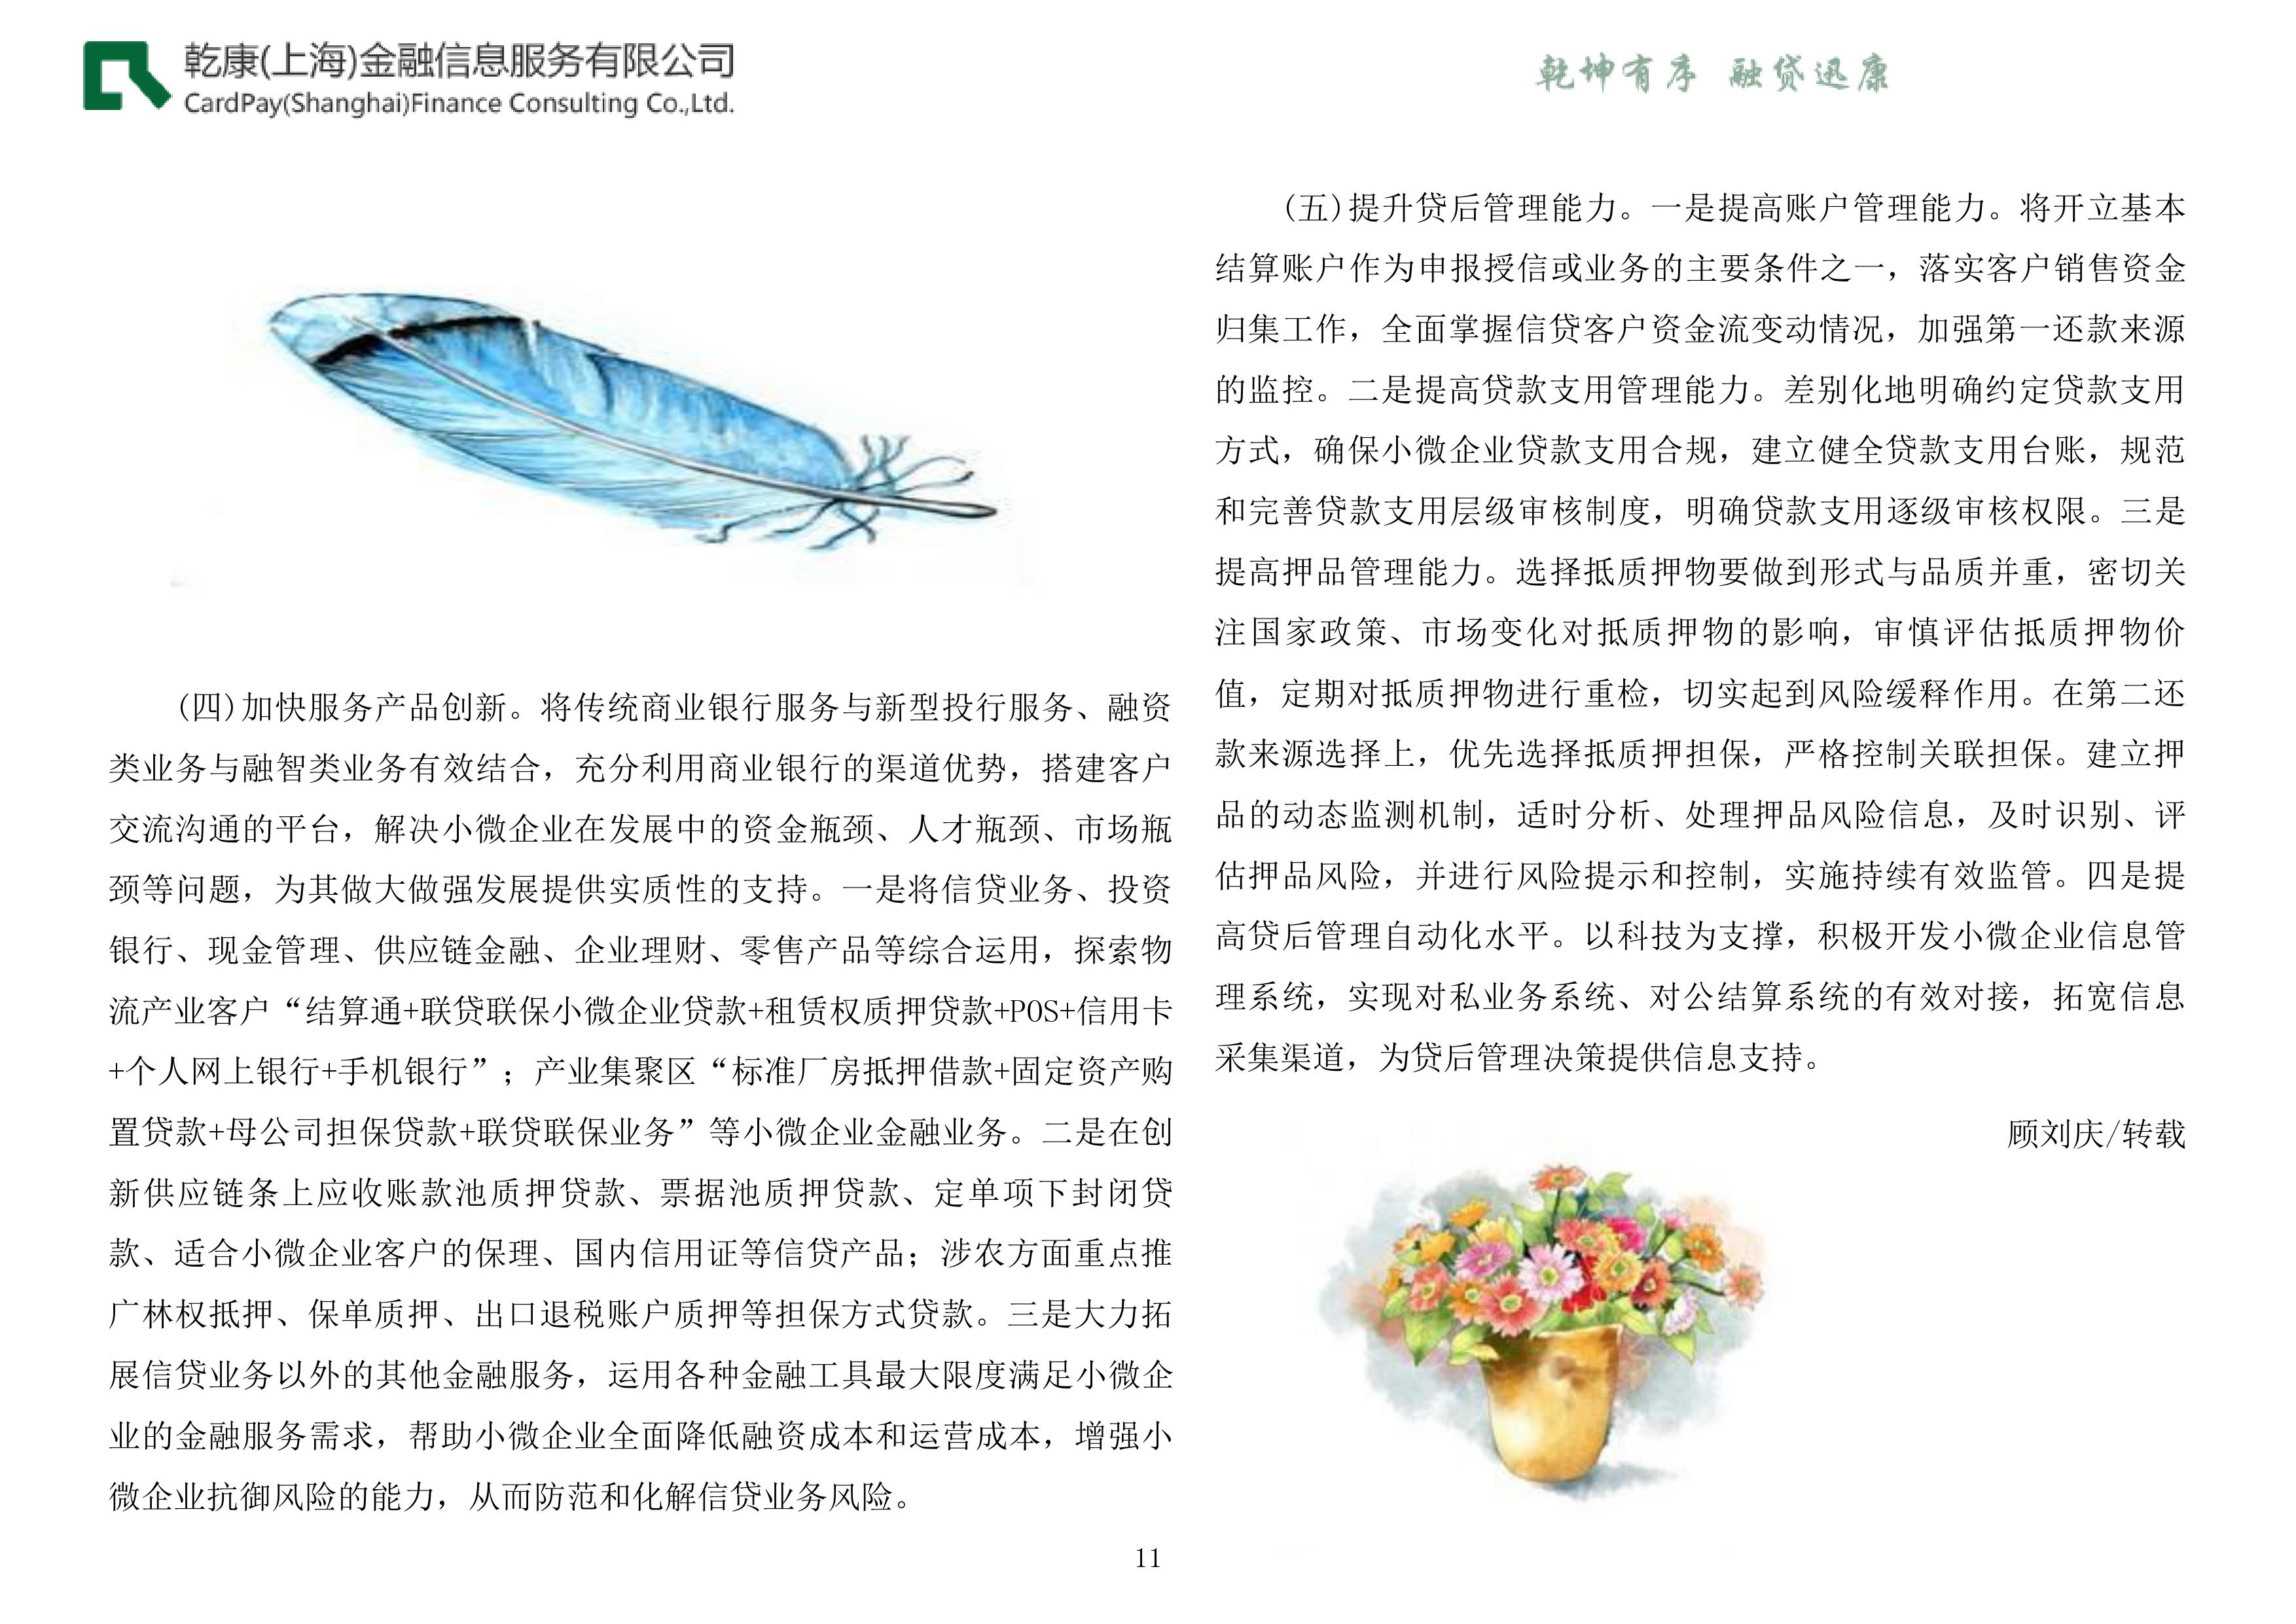 乾康(上海)金融信息服务有限公司
CardPay(Shanghai)Finance Consulting Co.,Ltd.
乾坤有序 融贷迅康
(四)加快服务产品创新。将传统商业银行服务与新型投行服务、融资
类业务与融智类业务有效结合，充分利用商业银行的渠道优势，搭建客户
交流沟通的平台，解决小微企业在发展中的资金瓶颈、人才瓶颈、市场瓶
颈等问题，为其做大做强发展提供实质性的支持。一是将信贷业务、投资
银行、现金管理、供应链金融、企业理财、零售产品等综合运用，探索物
流产业客户“结算通+联贷联保小微企业贷款+租赁权质押贷款+POS+信用卡
+个人网上银行+手机银行”；产业集聚区“标准厂房抵押借款+固定资产购
置贷款+母公司担保贷款+联贷联保业务”等小微企业金融业务。二是在创
新供应链条上应收账款池质押贷款、票据池质押贷款、定单项下封闭贷
款、适合小微企业客户的保理、国内信用证等信贷产品；涉农方面重点推
广林权抵押、保单质押、出口退税账户质押等担保方式贷款。三是大力拓
展信贷业务以外的其他金融服务，运用各种金融工具最大限度满足小微企
业的金融服务需求，帮助小微企业全面降低融资成本和运营成本，增强小
微企业抗御风险的能力，从而防范和化解信贷业务风险。
(五)提升贷后管理能力。一是提高账户管理能力。将开立基本
结算账户作为申报授信或业务的主要条件之一，落实客户销售资金
归集工作，全面掌握信贷客户资金流变动情况，加强第一还款来源
的监控。二是提高贷款支用管理能力。差别化地明确约定贷款支用
方式，确保小微企业贷款支用合规，建立健全贷款支用台账，规范
和完善贷款支用层级审核制度，明确贷款支用逐级审核权限。三是
提高押品管理能力。选择抵质押物要做到形式与品质并重，密切关
注国家政策、市场变化对抵质押物的影响，审慎评估抵质押物价
值，定期对抵质押物进行重检，切实起到风险缓释作用。在第二还
款来源选择上，优先选择抵质押担保，严格控制关联担保。建立押
品的动态监测机制，适时分析、处理押品风险信息，及时识别、评
估押品风险，并进行风险提示和控制，实施持续有效监管。四是提
高贷后管理自动化水平。以科技为支撑，积极开发小微企业信息管
理系统，实现对私业务系统、对公结算系统的有效对接，拓宽信息
采集渠道，为贷后管理决策提供信息支持。
顾刘庆/转载
11